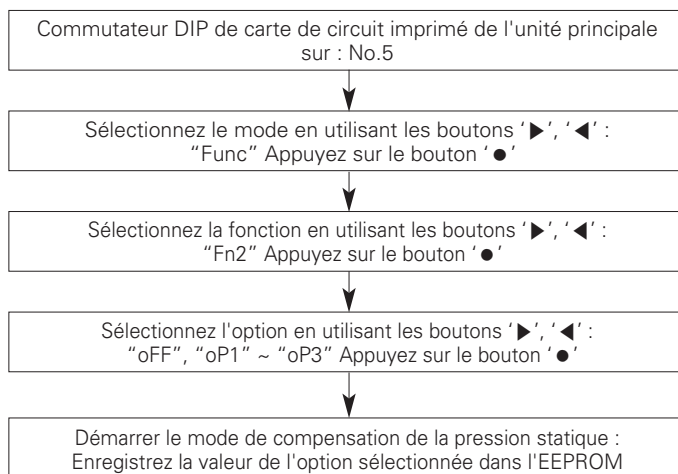 Commutateur DIP de carte de circuit imprimé de l'unité principale
sur : No.5
Sélectionnez le mode en utilisant les boutons ‘▶’, ‘◀’ :
“Func” Appuyez sur le bouton ‘●’
Sélectionnez la fonction en utilisant les boutons ‘▶’, ‘◀’ :
“Fn2” Appuyez sur le bouton ‘●’
Sélectionnez l'option en utilisant les boutons ‘▶’, ‘◀’ :
“oFF”, “oP1” ~ “oP3” Appuyez sur le bouton ‘●’
Démarrer le mode de compensation de la pression statique :
Enregistrez la valeur de l'option sélectionnée dans l'EEPROM